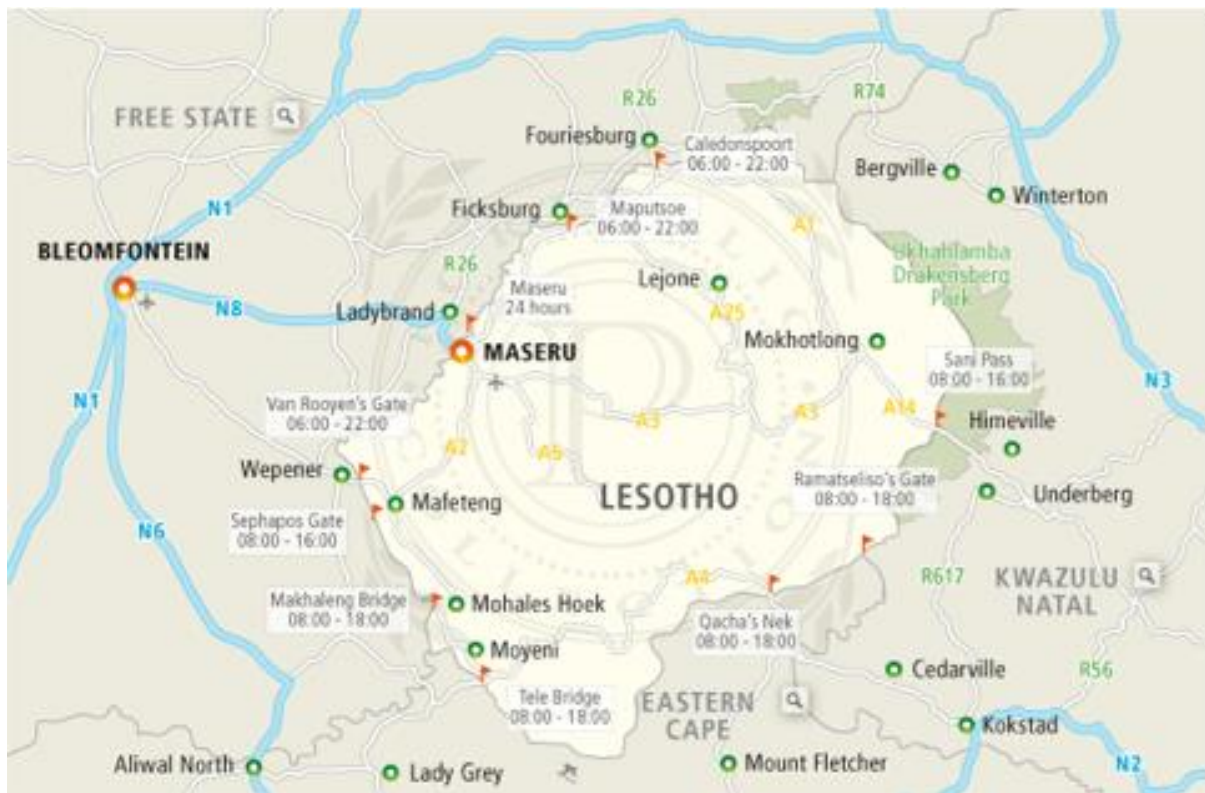 R26
R74
FREE STATE
Fouriesburg
Caledonspoort
06:00 - 22:00
Bergville
Winterton
N1
Ficksburg
Maputsoe
06:00 - 22:00
A1
BLEOMFONTEIN
R26
Ukhahlamba
Drakensberg
Park
Lejone
Maseru
24 hours
N8
Ladybrand
A25
MASERU
Mokhotlong
Sani Pass
08:00 - 16:00
N3
N1
Van Rooyen's Gate
06:00 - 22:00
A3
A3
A14
Himeville
A2
A5
Wepener
Ramatseliso's Gate
08:00 - 18:00
Mafeteng
LESOTHO
Underberg
Sephapos Gate
08:00 - 16:00
N6
A4
R617
KWAZULU
NATAL
Makhaleng Bridge
08:00 - 18:00
Mohales Hoek
Qacha's Nek
08:00 - 18:00
Moyeni
Cedarville
R56
Tele Bridge
08:00 - 18:00
EASTERN
CAPE
Kokstad
Aliwal North
Lady Grey
Mount Fletcher
N2